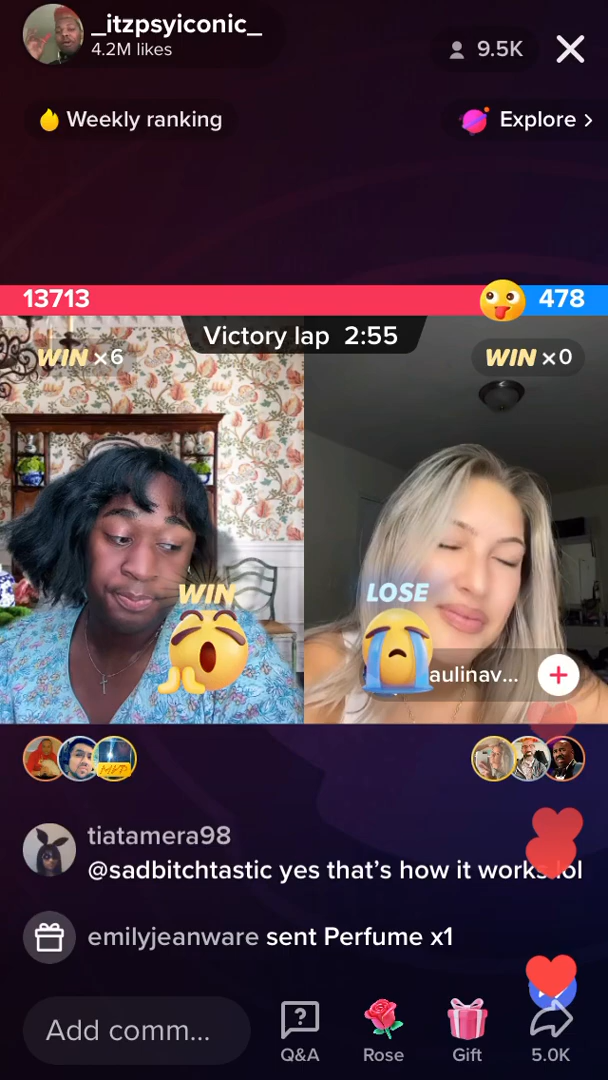 _itzpsyiconic_
4.2M likes
9.5K
Weekly ranking
Explore >
13713
478
Victory lap 2:55
WIN x6
WIN x0
WIN
LOSE
aulinav...
tiatamera98
@sadbitchtastic yes that's how it works lol
emilyjeanware sent Perfume x1
Add comm...
Q&A
Rose
Gift
5.0K